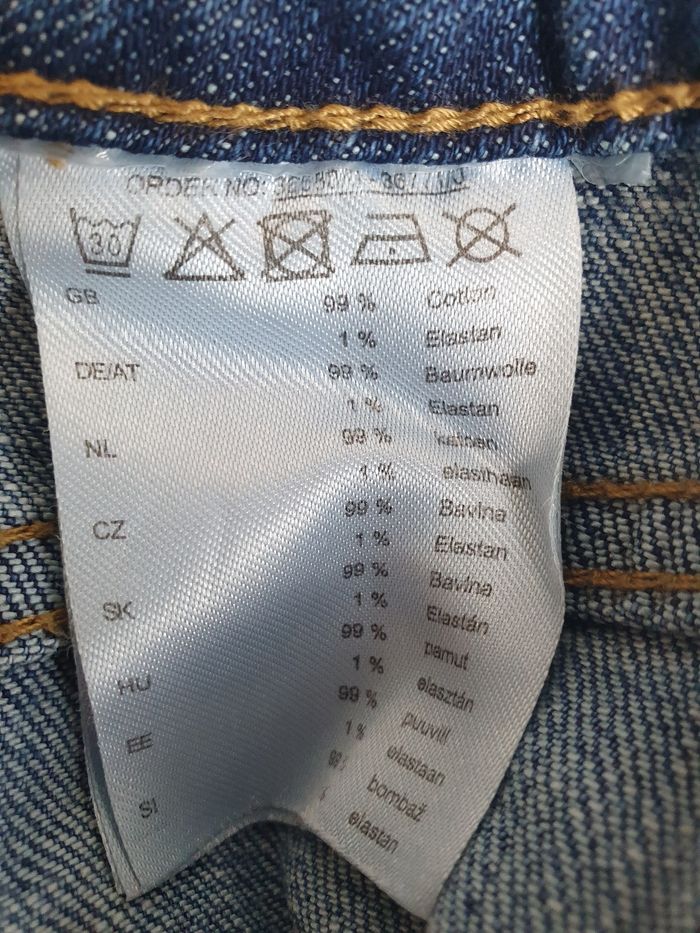 ORDER NO:
30
GB 99 % Cotton
1 % Elastan
DE/AT 99 % Baumwolle
1 % Elastan
NL 99 % katoen
1 % elasthaan
CZ 99 % Bavlna
1 % Elastan
SK 99 % Bavlna
1 % Elastán
HU 99 % pamut
1 % elasztán
EE 99 % puuvill
1 % elastaan
SI 99 % bombaž
% elastan